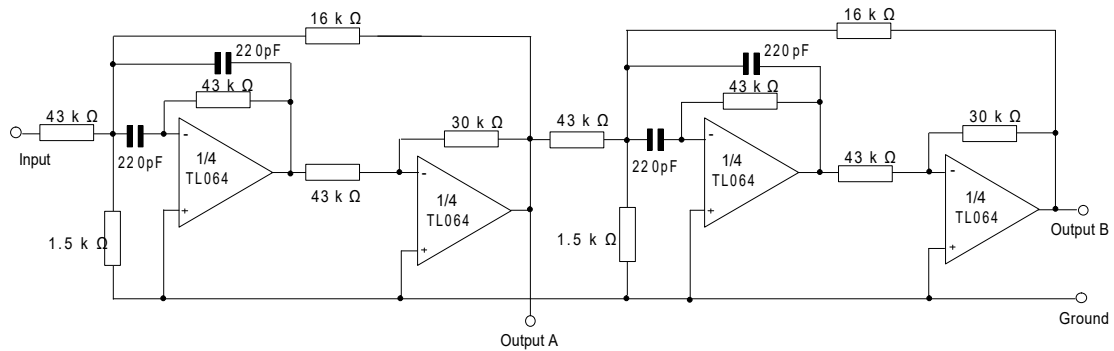 16 k Ω
16 k Ω
220pF
220pF
43 k Ω
43 k Ω
43 k Ω
30 k Ω
43 k Ω
30 k Ω
Input
220pF
-
1/4
TL064
+
43 k Ω
-
1/4
TL064
+
220pF
-
1/4
TL064
+
43 k Ω
-
1/4
TL064
+
1.5 k Ω
1.5 k Ω
Output B
Output A
Ground